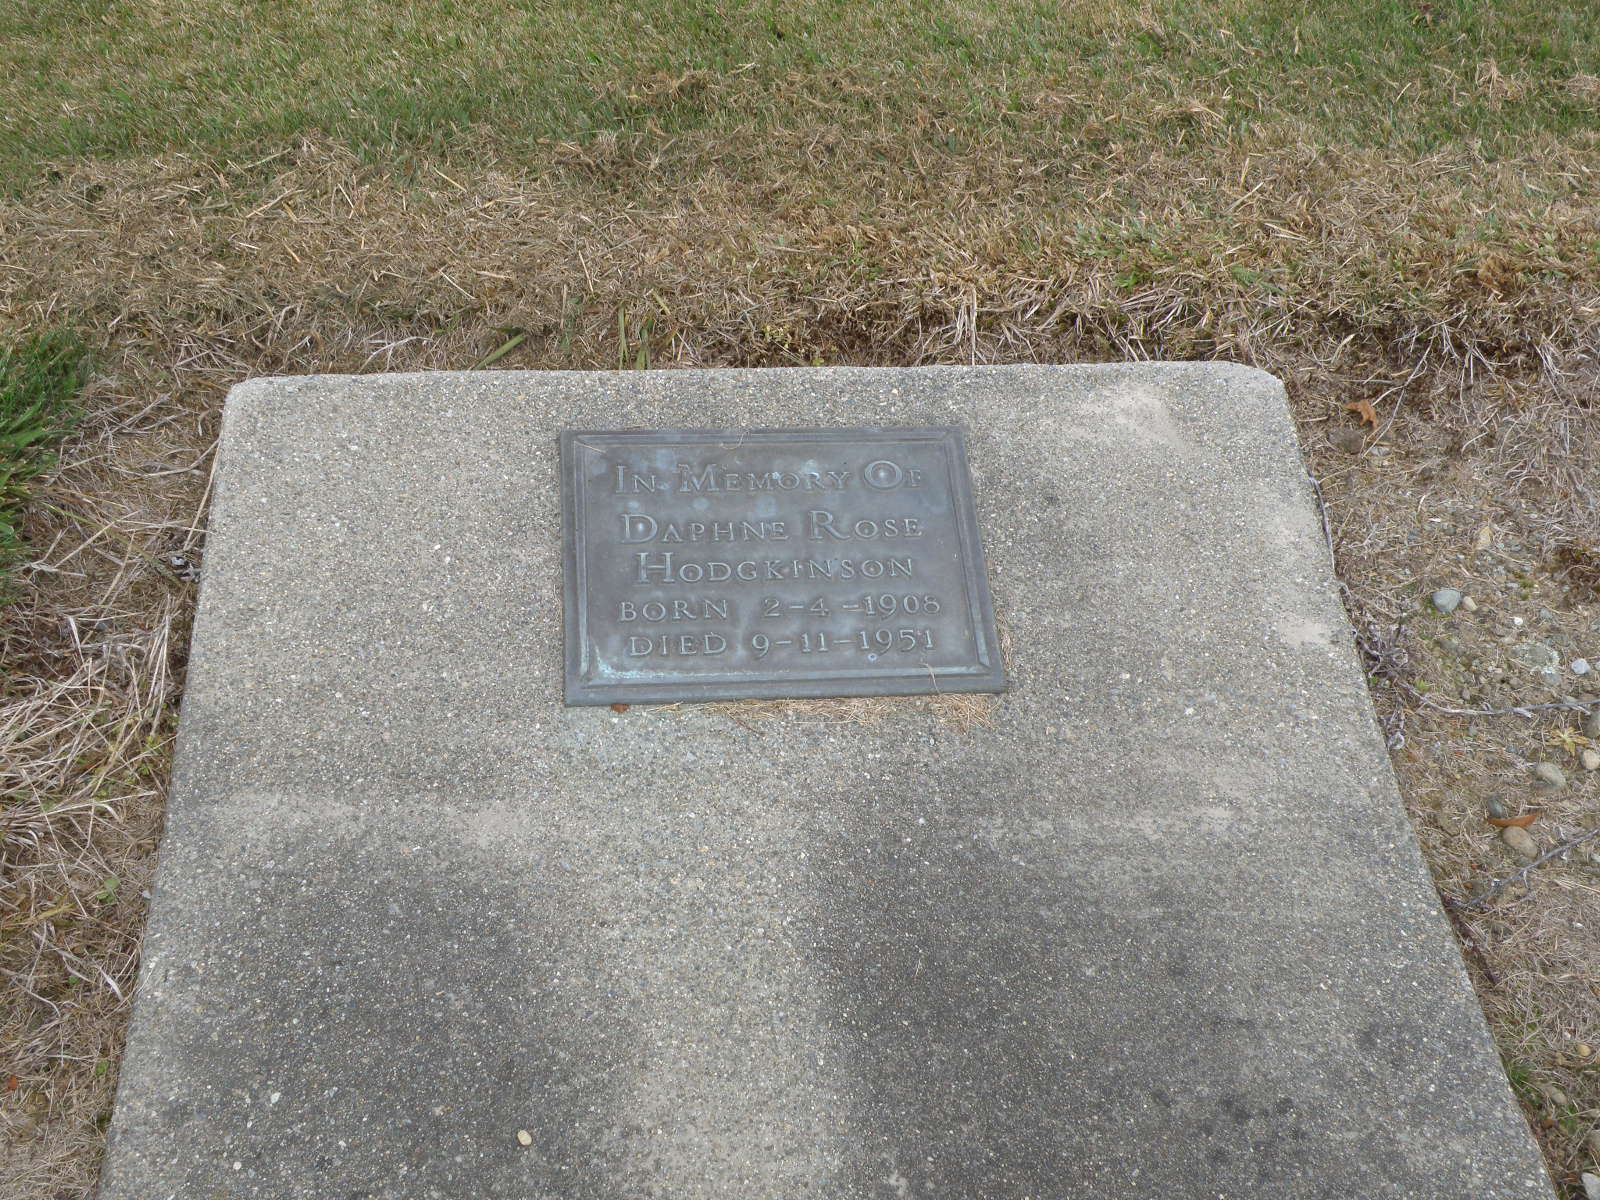 In Memory Of
Daphne Rose
Hodgkinson
BORN 2-4-1908
DIED 9-11-1951